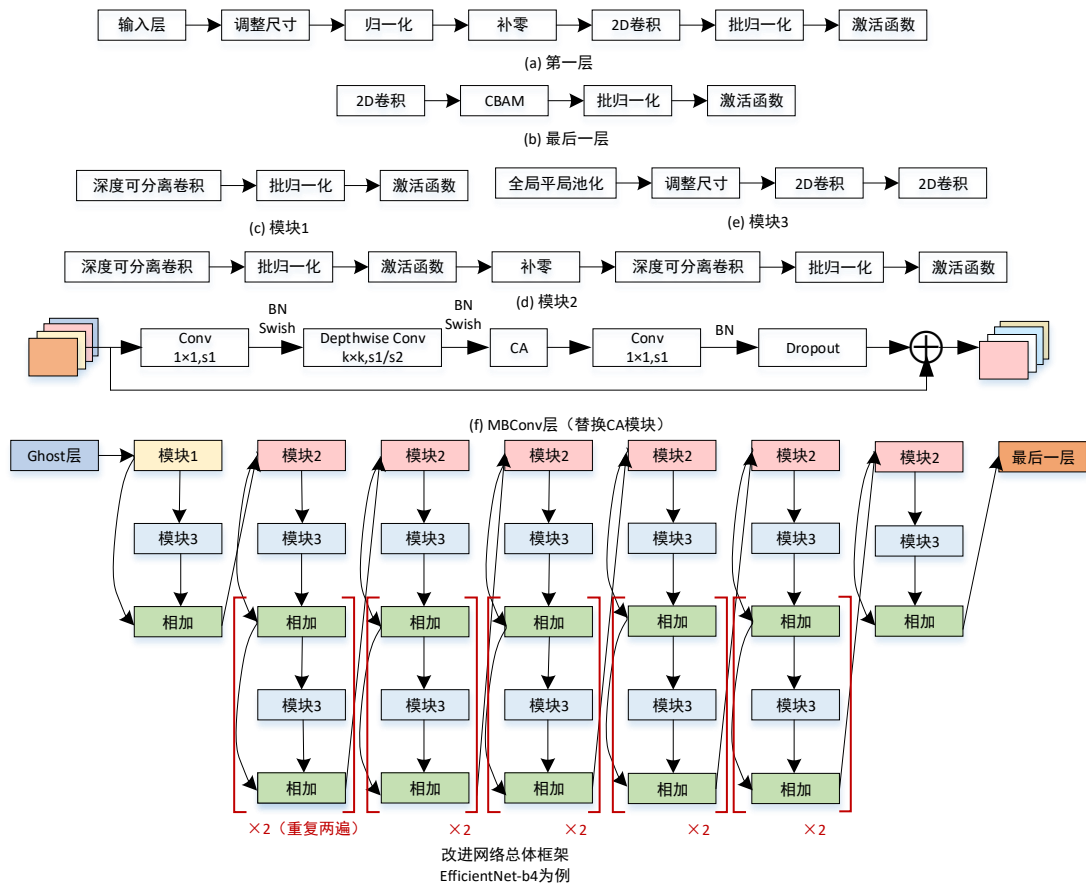 输入层 调整尺寸 归一化 补零 2D卷积 批归一化 激活函数
(a) 第一层
2D卷积 CBAM 批归一化 激活函数
(b) 最后一层
深度可分离卷积 批归一化 激活函数
(c) 模块1
全局平局池化 调整尺寸 2D卷积 2D卷积
(e) 模块3
深度可分离卷积 批归一化 激活函数 补零 深度可分离卷积 批归一化 激活函数
(d) 模块2
Conv
1×1,s1
BN
Swish
Depthwise Conv
k×k,s1/s2
BN
Swish
CA
Conv
1×1,s1
BN
Dropout
(f) MBConv层（替换CA模块）
Ghost层 模块1 模块2 模块2 模块2 模块2 模块2 模块2 最后一层
模块3 模块3 模块3 模块3 模块3 模块3 模块3
相加 相加 相加 相加 相加 相加 相加
模块3 模块3 模块3 模块3 模块3
相加 相加 相加 相加 相加
×2（重复两遍） ×2 ×2 ×2 ×2
改进网络总体框架
EfficientNet-b4为例